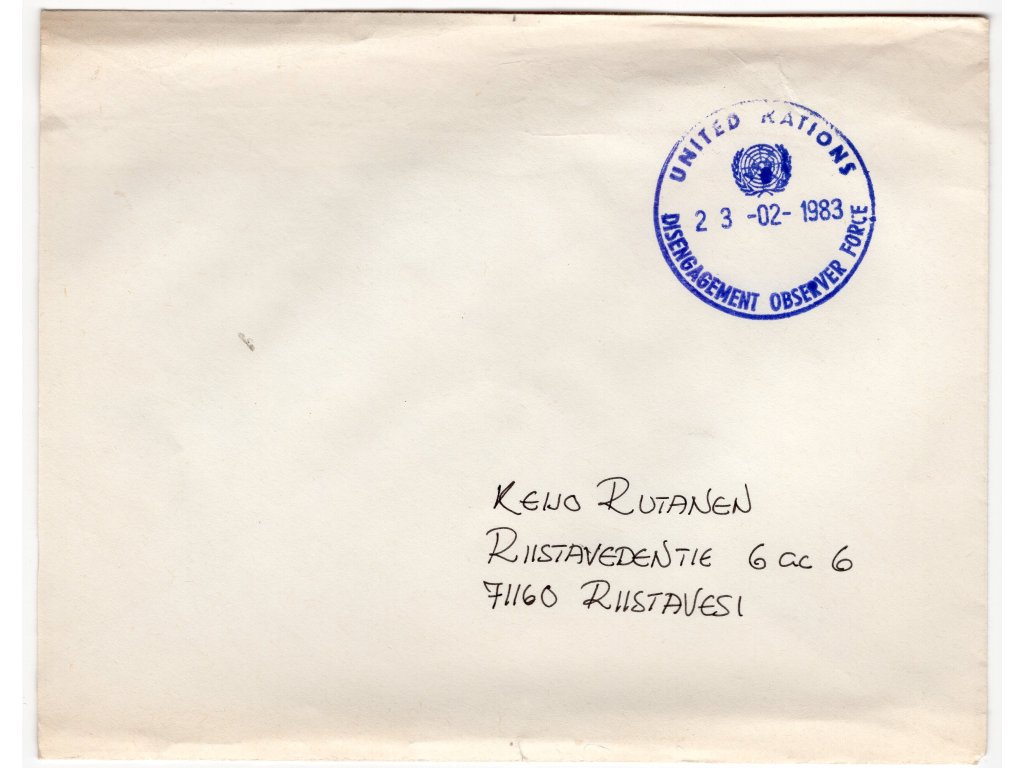 UNITED NATIONS
23-02-1983
DISENGAGEMENT OBSERVER FORCE
KEIJO RUTANEN
RIISTAVEDENTIE 6 as 6
71160 RIISTAVESI